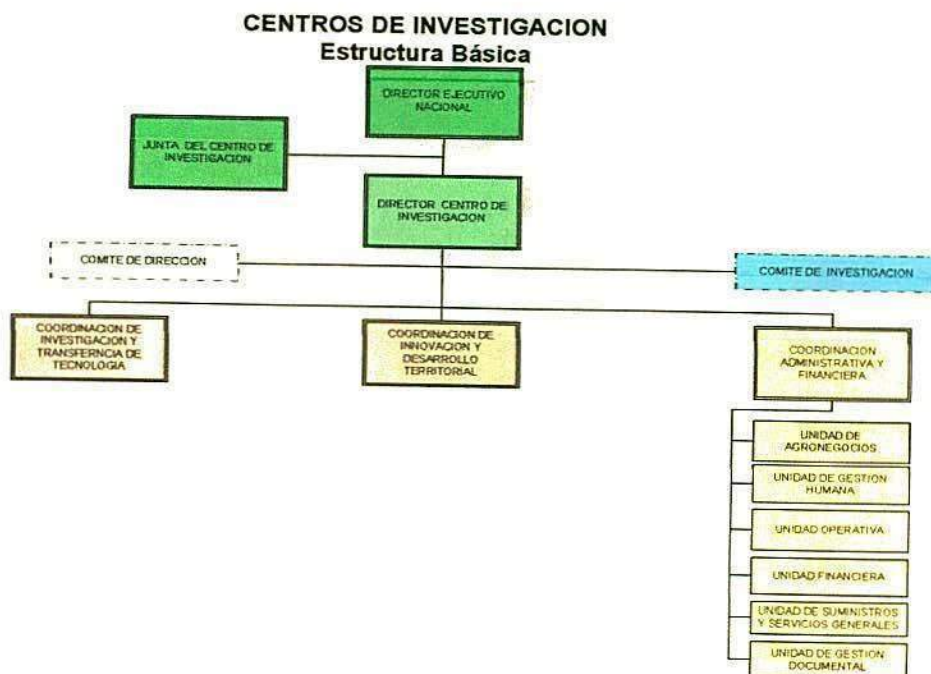 CENTROS DE INVESTIGACION
Estructura Básica
DIRECTOR EJECUTIVO
NACIONAL
JUNTA DEL CENTRO DE
INVESTIGACION
DIRECTOR CENTRO DE
INVESTIGACION
COMITE DE DIRECCION
COMITE DE INVESTIGACION
COORDINACION DE
INVESTIGACION Y
TRANSFERNCIA DE
TECNOLOGIA
COORDINACION DE
INNOVACION Y
DESARROLLO
TERRITORIAL
COORDINACION
ADMINISTRATIVA Y
FINANCIERA
UNIDAD DE
AGRONEGOCIOS
UNIDAD DE GESTION
HUMANA
UNIDAD OPERATIVA
UNIDAD FINANCIERA
UNIDAD DE SUMINISTROS
Y SERVICIOS GENERALES
UNIDAD DE GESTION
DOCUMENTAL